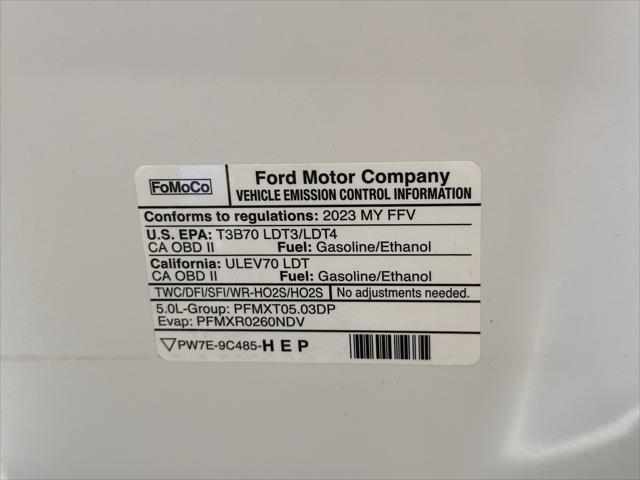 FoMoCo
Ford Motor Company
VEHICLE EMISSION CONTROL INFORMATION
Conforms to regulations: 2023 MY FFV
U.S. EPA: T3B70 LDT3/LDT4
CA OBD II Fuel: Gasoline/Ethanol
California: ULEV70 LDT
CA OBD II Fuel: Gasoline/Ethanol
TWC/DFI/SFI/WR-HO2S/HO2S No adjustments needed.
5.0L-Group: PFMXT05.03DP
Evap: PFMXR0260NDV
PW7E-9C485-HEP